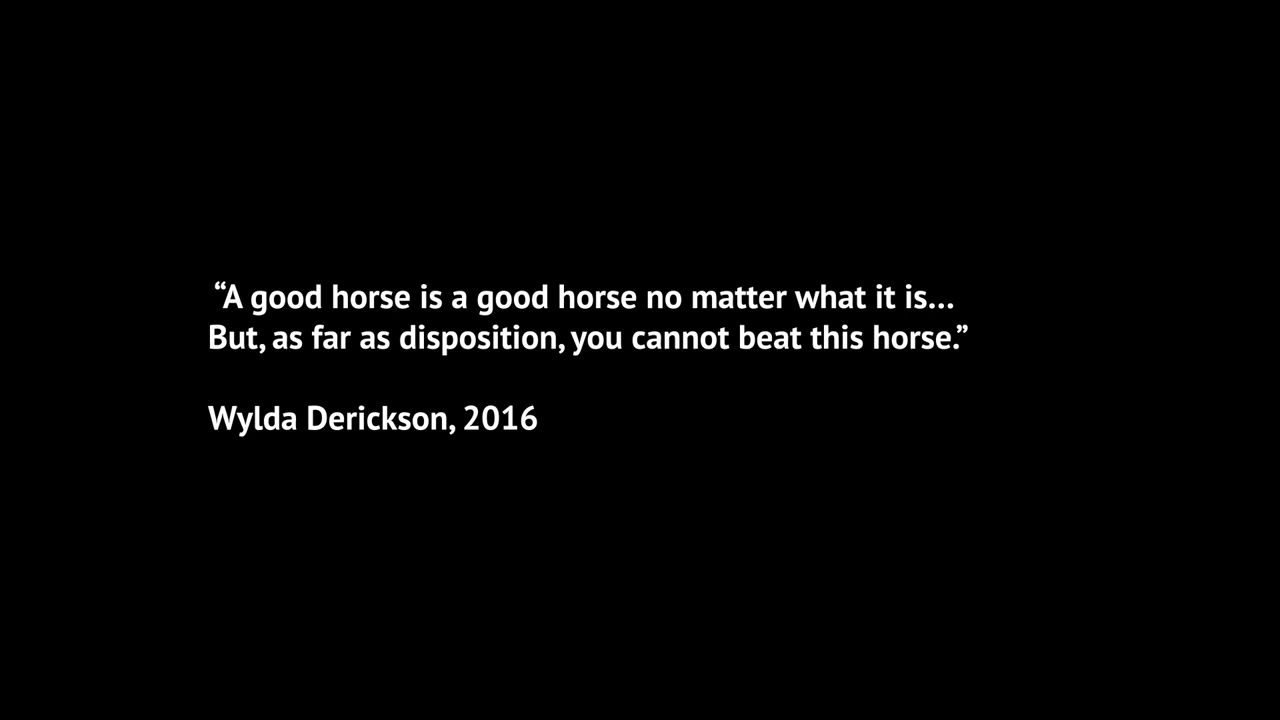 “A good horse is a good horse no matter what it is...
But, as far as disposition, you cannot beat this horse.”
Wylda Derickson, 2016